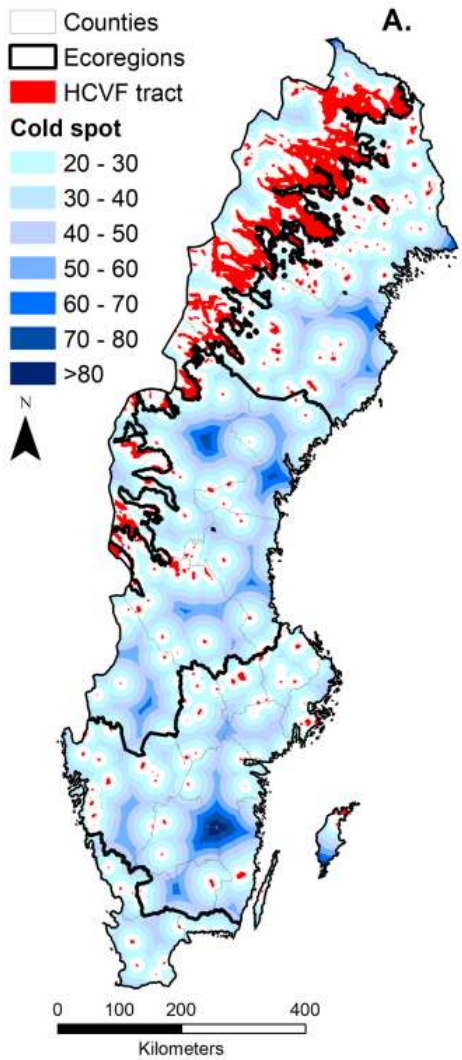 A.
Counties
Ecoregions
HCVF tract
Cold spot
20 - 30
30 - 40
40 - 50
50 - 60
60 - 70
70 - 80
>80
N
0 100 200 400
Kilometers